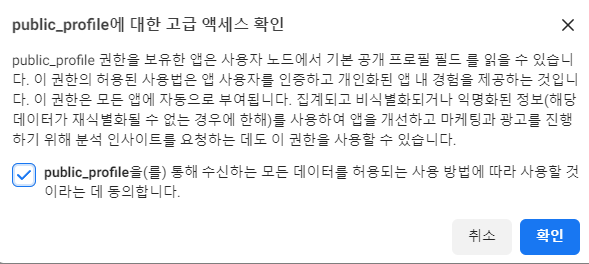 public_profile에 대한 고급 액세스 확인
public_profile 권한을 보유한 앱은 사용자 노드에서 기본 공개 프로필 필드 를 읽을 수 있습니
다. 이 권한의 허용된 사용법은 앱 사용자를 인증하고 개인화된 앱 내 경험을 제공하는 것입니
다. 이 권한은 모든 앱에 자동으로 부여됩니다. 집계되고 비식별화되거나 익명화된 정보(해당
데이터가 재식별화될 수 없는 경우에 한해)를 사용하여 앱을 개선하고 마케팅과 광고를 진행
하기 위해 분석 인사이트를 요청하는 데도 이 권한을 사용할 수 있습니다.
public_profile을(를) 통해 수신하는 모든 데이터를 허용되는 사용 방법에 따라 사용할 것
이라는 데 동의합니다.
취소
확인